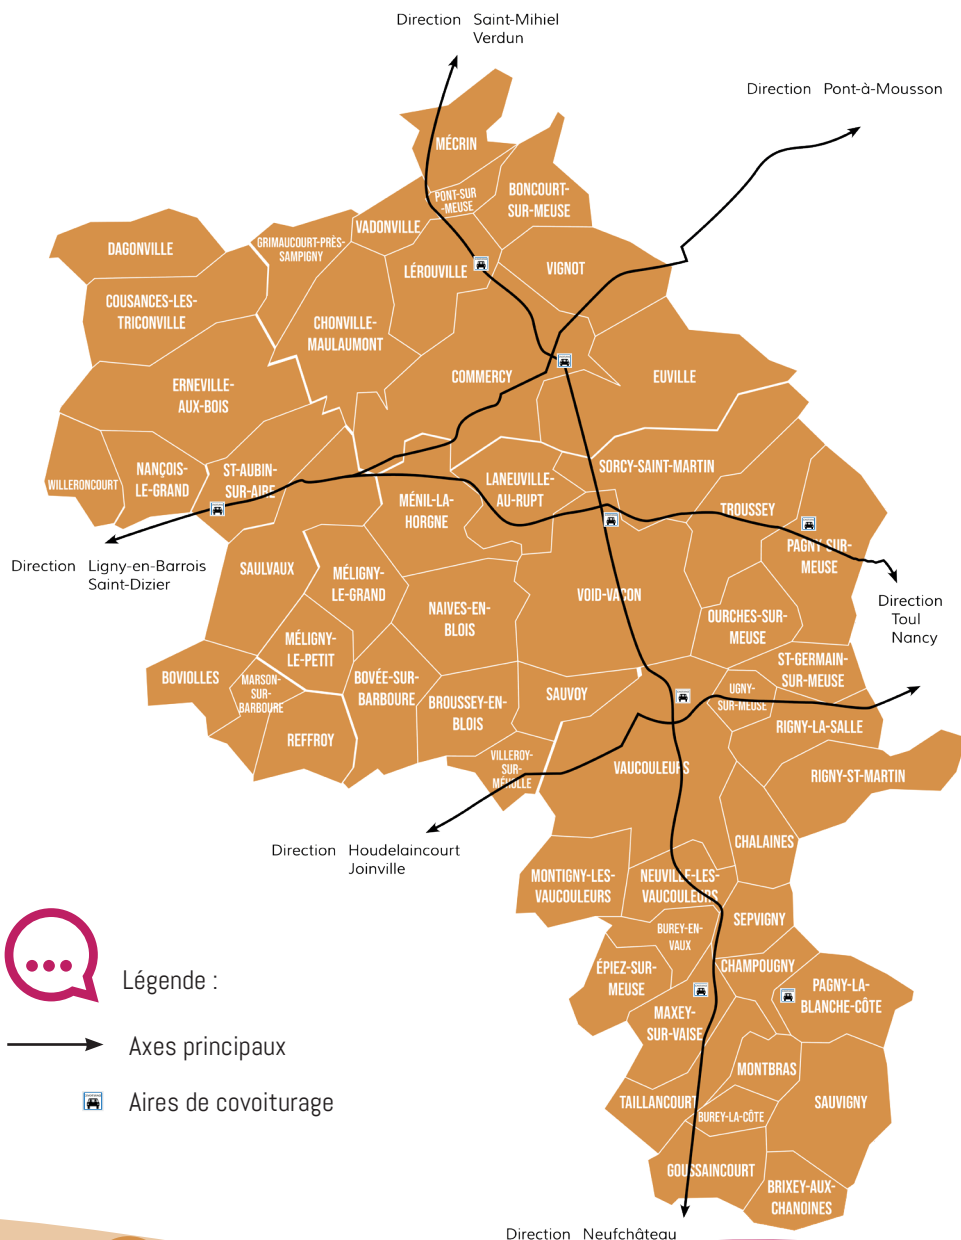 Direction Saint-Mihiel
Verdun
Direction Pont-à-Mousson
MÉCRIN
PONT-SUR
-MEUSE
BONCOURT-
SUR-MEUSE
VADONVILLE
DAGONVILLE
GRIMAUCOURT-PRÈS-
SAMPIGNY
LÉROUVILLE
VIGNOT
COUSANCES-LES-
TRICONVILLE
CHONVILLE-
MAULAUMONT
COMMERCY
EUVILLE
ERNEVILLE-
AUX-BOIS
WILLERONCOURT
NANÇOIS-
LE-GRAND
ST-AUBIN-
SUR-AIRE
MÉNIL-LA-
HORGNE
LANEUVILLE-
AU-RUPT
SORCY-SAINT-MARTIN
TROUSSEY
PAGNY-SUR-
MEUSE
Direction Ligny-en-Barrois
Saint-Dizier
SAULVAUX
MÉLIGNY-
LE-GRAND
NAIVES-EN-
BLOIS
VOID-VACON
OURCHES-SUR-
MEUSE
Direction
Toul
Nancy
MÉLIGNY-
LE-PETIT
BOVIOLLES
MARSON-
SUR-
BARBOURE
BOVÉE-SUR-
BARBOURE
BROUSSEY-EN-
BLOIS
SAUVOY
UGNY-
SUR-MEUSE
ST-GERMAIN-
SUR-MEUSE
RIGNY-LA-SALLE
REFFROY
VILLEROY-
SUR-
MÉHOLLE
VAUCOULEURS
RIGNY-ST-MARTIN
Direction Houdelaincourt
Joinville
CHALAINES
MONTIGNY-LES-
VAUCOULEURS
NEUVILLE-LES-
VAUCOULEURS
SEPVIGNY
BUREY-EN-
VAUX
ÉPIEZ-SUR-
MEUSE
CHAMPOUGNY
PAGNY-LA-
BLANCHE-CÔTE
MAXEY-
SUR-VAISE
MONTBRAS
TAILLANCOURT
BUREY-LA-CÔTE
SAUVIGNY
GOUSSAINCOURT
BRIXEY-AUX-
CHANOINES
Direction Neufchâteau
Légende :
Axes principaux
Aires de covoiturage